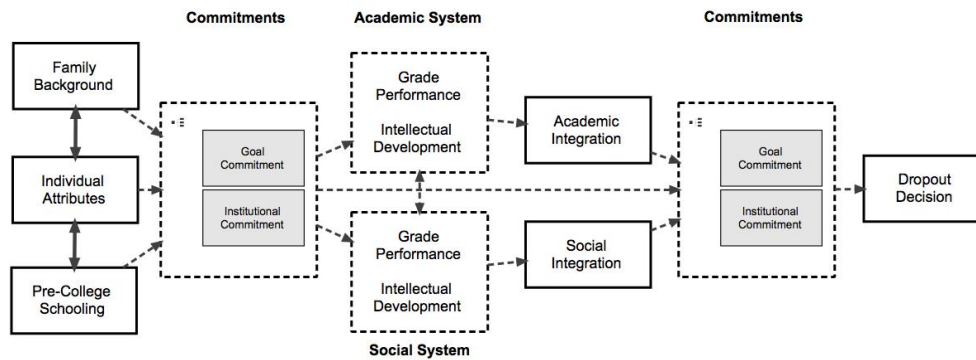 Commitments
Academic System
Commitments
Family
Background
Individual
Attributes
Pre-College
Schooling
Goal
Commitment
Institutional
Commitment
Grade
Performance
Intellectual
Development
Grade
Performance
Intellectual
Development
Social System
Academic
Integration
Social
Integration
Goal
Commitment
Institutional
Commitment
Dropout
Decision